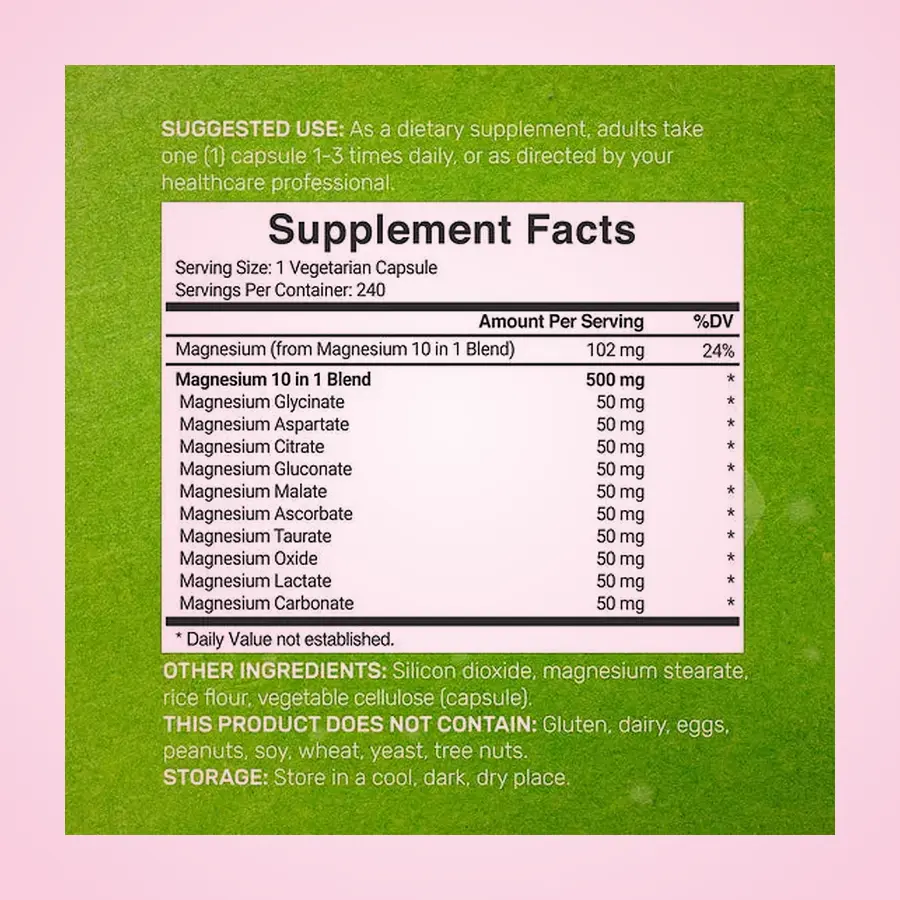 SUGGESTED USE: As a dietary supplement, adults take
one (1) capsule 1-3 times daily, or as directed by your
healthcare professional.
Supplement Facts
Serving Size: 1 Vegetarian Capsule
Servings Per Container: 240
Amount Per Serving %DV
Magnesium (from Magnesium 10 in 1 Blend) 102 mg 24%
Magnesium 10 in 1 Blend 500 mg *
Magnesium Glycinate 50 mg *
Magnesium Aspartate 50 mg *
Magnesium Citrate 50 mg *
Magnesium Gluconate 50 mg *
Magnesium Malate 50 mg *
Magnesium Ascorbate 50 mg *
Magnesium Taurate 50 mg *
Magnesium Oxide 50 mg *
Magnesium Lactate 50 mg *
Magnesium Carbonate 50 mg *
* Daily Value not established.
OTHER INGREDIENTS: Silicon dioxide, magnesium stearate,
rice flour, vegetable cellulose (capsule).
THIS PRODUCT DOES NOT CONTAIN: Gluten, dairy, eggs,
peanuts, soy, wheat, yeast, tree nuts.
STORAGE: Store in a cool, dark, dry place.